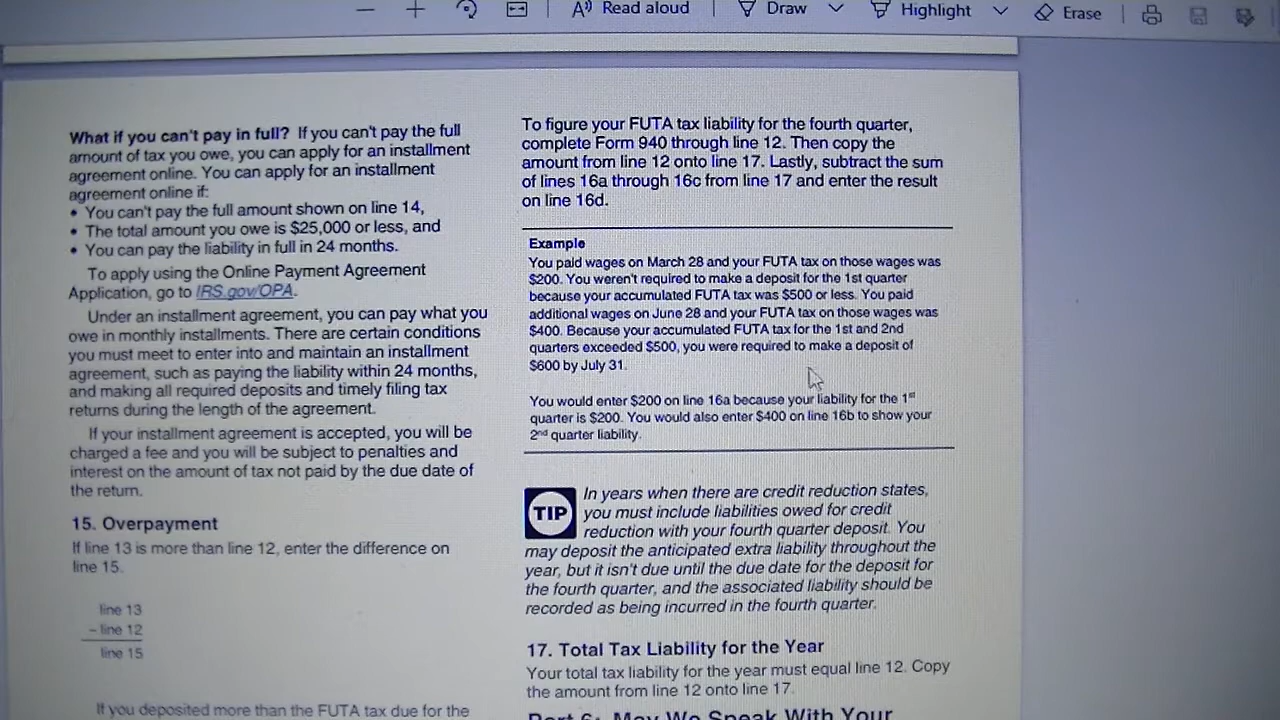 Read aloud
Draw
Highlight
Erase
What if you can't pay in full? If you can't pay the full
amount of tax you owe, you can apply for an installment
agreement online. You can apply for an installment
agreement online if:
• You can't pay the full amount shown on line 14,
• The total amount you owe is $25,000 or less, and
• You can pay the liability in full in 24 months.
To apply using the Online Payment Agreement
Application, go to IRS.gov/OPA.
Under an installment agreement, you can pay what you
owe in monthly installments. There are certain conditions
you must meet to enter into and maintain an installment
agreement, such as paying the liability within 24 months,
and making all required deposits and timely filing tax
returns during the length of the agreement.
If your installment agreement is accepted, you will be
charged a fee and you will be subject to penalties and
interest on the amount of tax not paid by the due date of
the return.
15. Overpayment
If line 13 is more than line 12, enter the difference on
line 15.
line 13
– line 12
line 15
If you deposited more than the FUTA tax due for the
To figure your FUTA tax liability for the fourth quarter,
complete Form 940 through line 12. Then copy the
amount from line 12 onto line 17. Lastly, subtract the sum
of lines 16a through 16c from line 17 and enter the result
on line 16d.
Example
You paid wages on March 28 and your FUTA tax on those wages was
$200. You weren't required to make a deposit for the 1st quarter
because your accumulated FUTA tax was $500 or less. You paid
additional wages on June 28 and your FUTA tax on those wages was
$400. Because your accumulated FUTA tax for the 1st and 2nd
quarters exceeded $500, you were required to make a deposit of
$600 by July 31.
You would enter $200 on line 16a because your liability for the 1st
quarter is $200. You would also enter $400 on line 16b to show your
2nd quarter liability.
TIP
In years when there are credit reduction states,
you must include liabilities owed for credit
reduction with your fourth quarter deposit. You
may deposit the anticipated extra liability throughout the
year, but it isn't due until the due date for the deposit for
the fourth quarter, and the associated liability should be
recorded as being incurred in the fourth quarter.
17. Total Tax Liability for the Year
Your total tax liability for the year must equal line 12. Copy
the amount from line 12 onto line 17.
Part 6: May We Speak With Your